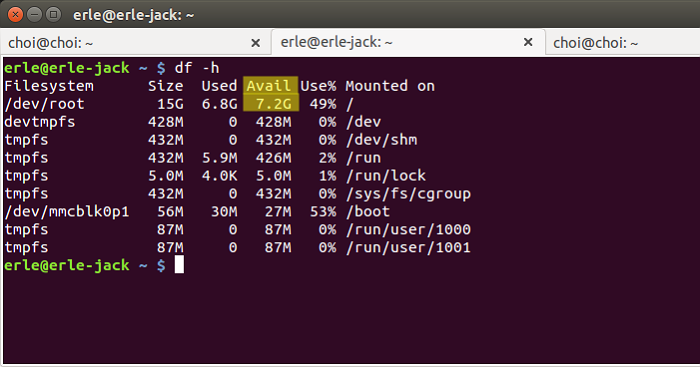 erle@erle-jack: ~
choi@choi: ~ × erle@erle-jack: ~ × choi@choi: ~
erle@erle-jack ~ $ df -h
Filesystem Size Used Avail Use% Mounted on
/dev/root 15G 6.8G 7.2G 49% /
devtmpfs 428M 0 428M 0% /dev
tmpfs 432M 0 432M 0% /dev/shm
tmpfs 432M 5.9M 426M 2% /run
tmpfs 5.0M 4.0K 5.0M 1% /run/lock
tmpfs 432M 0 432M 0% /sys/fs/cgroup
/dev/mmcblk0p1 56M 30M 27M 53% /boot
tmpfs 87M 0 87M 0% /run/user/1000
tmpfs 87M 0 87M 0% /run/user/1001
erle@erle-jack ~ $